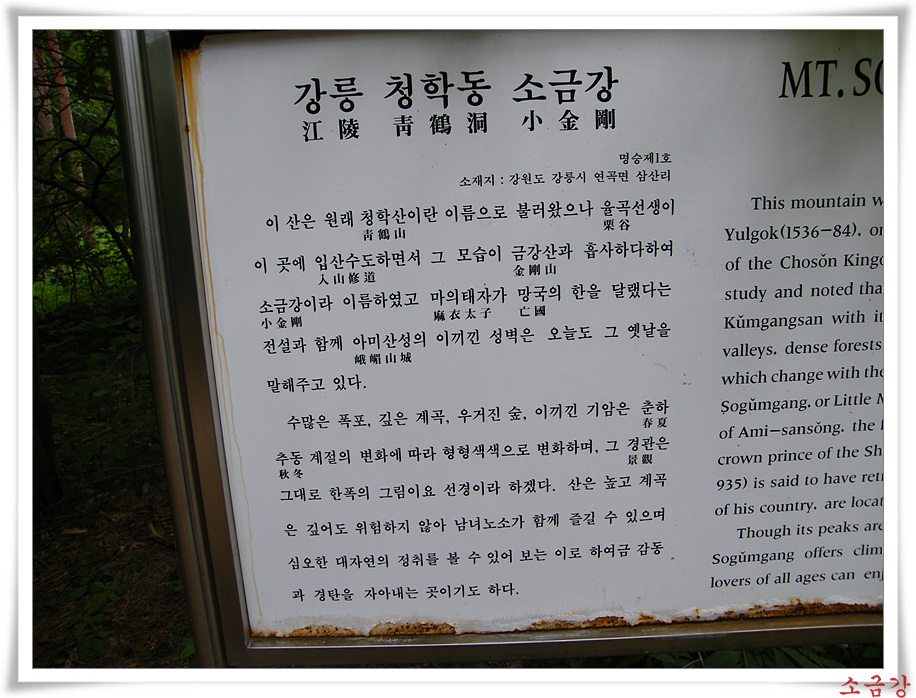 강릉 청학동 소금강
江陵 靑鶴洞 小金剛
명승제1호
소재지 : 강원도 강릉시 연곡면 삼산리
이 산은 원래 청학산이란 이름으로 불러왔으나 율곡선생이
靑鶴山 栗谷
이 곳에 입산수도하면서 그 모습이 금강산과 흡사하다하여
入山修道 金剛山
소금강이라 이름하였고 마의태자가 망국의 한을 달랬다는
小金剛 麻衣太子 亡國
전설과 함께 아미산성의 이끼낀 성벽은 오늘도 그 옛날을
峨嵋山城
말해주고 있다.
수많은 폭포, 깊은 계곡, 우거진 숲, 이끼낀 기암은 춘하
春夏
추동 계절의 변화에 따라 형형색색으로 변화하며, 그 경관은
秋冬 景觀
그대로 한폭의 그림이요 선경이라 하겠다. 산은 높고 계곡
은 깊어도 위험하지 않아 남녀노소가 함께 즐길 수 있으며
심오한 대자연의 정취를 볼 수 있어 보는 이로 하여금 감동
과 경탄을 자아내는 곳이기도 하다.
MT. SO
This mountain w
Yulgok(1536−84), or
of the Chosŏn Kingd
study and noted tha
Kŭmgangsan with it
valleys, dense forests
which change with the
Sogŭmgang, or Little M
of Ami−sansŏng, the f
crown prince of the Sh
935) is said to have retr
of his country, are locat
Though its peaks are
Sogŭmgang offers clim
lovers of all ages can enj
소금강